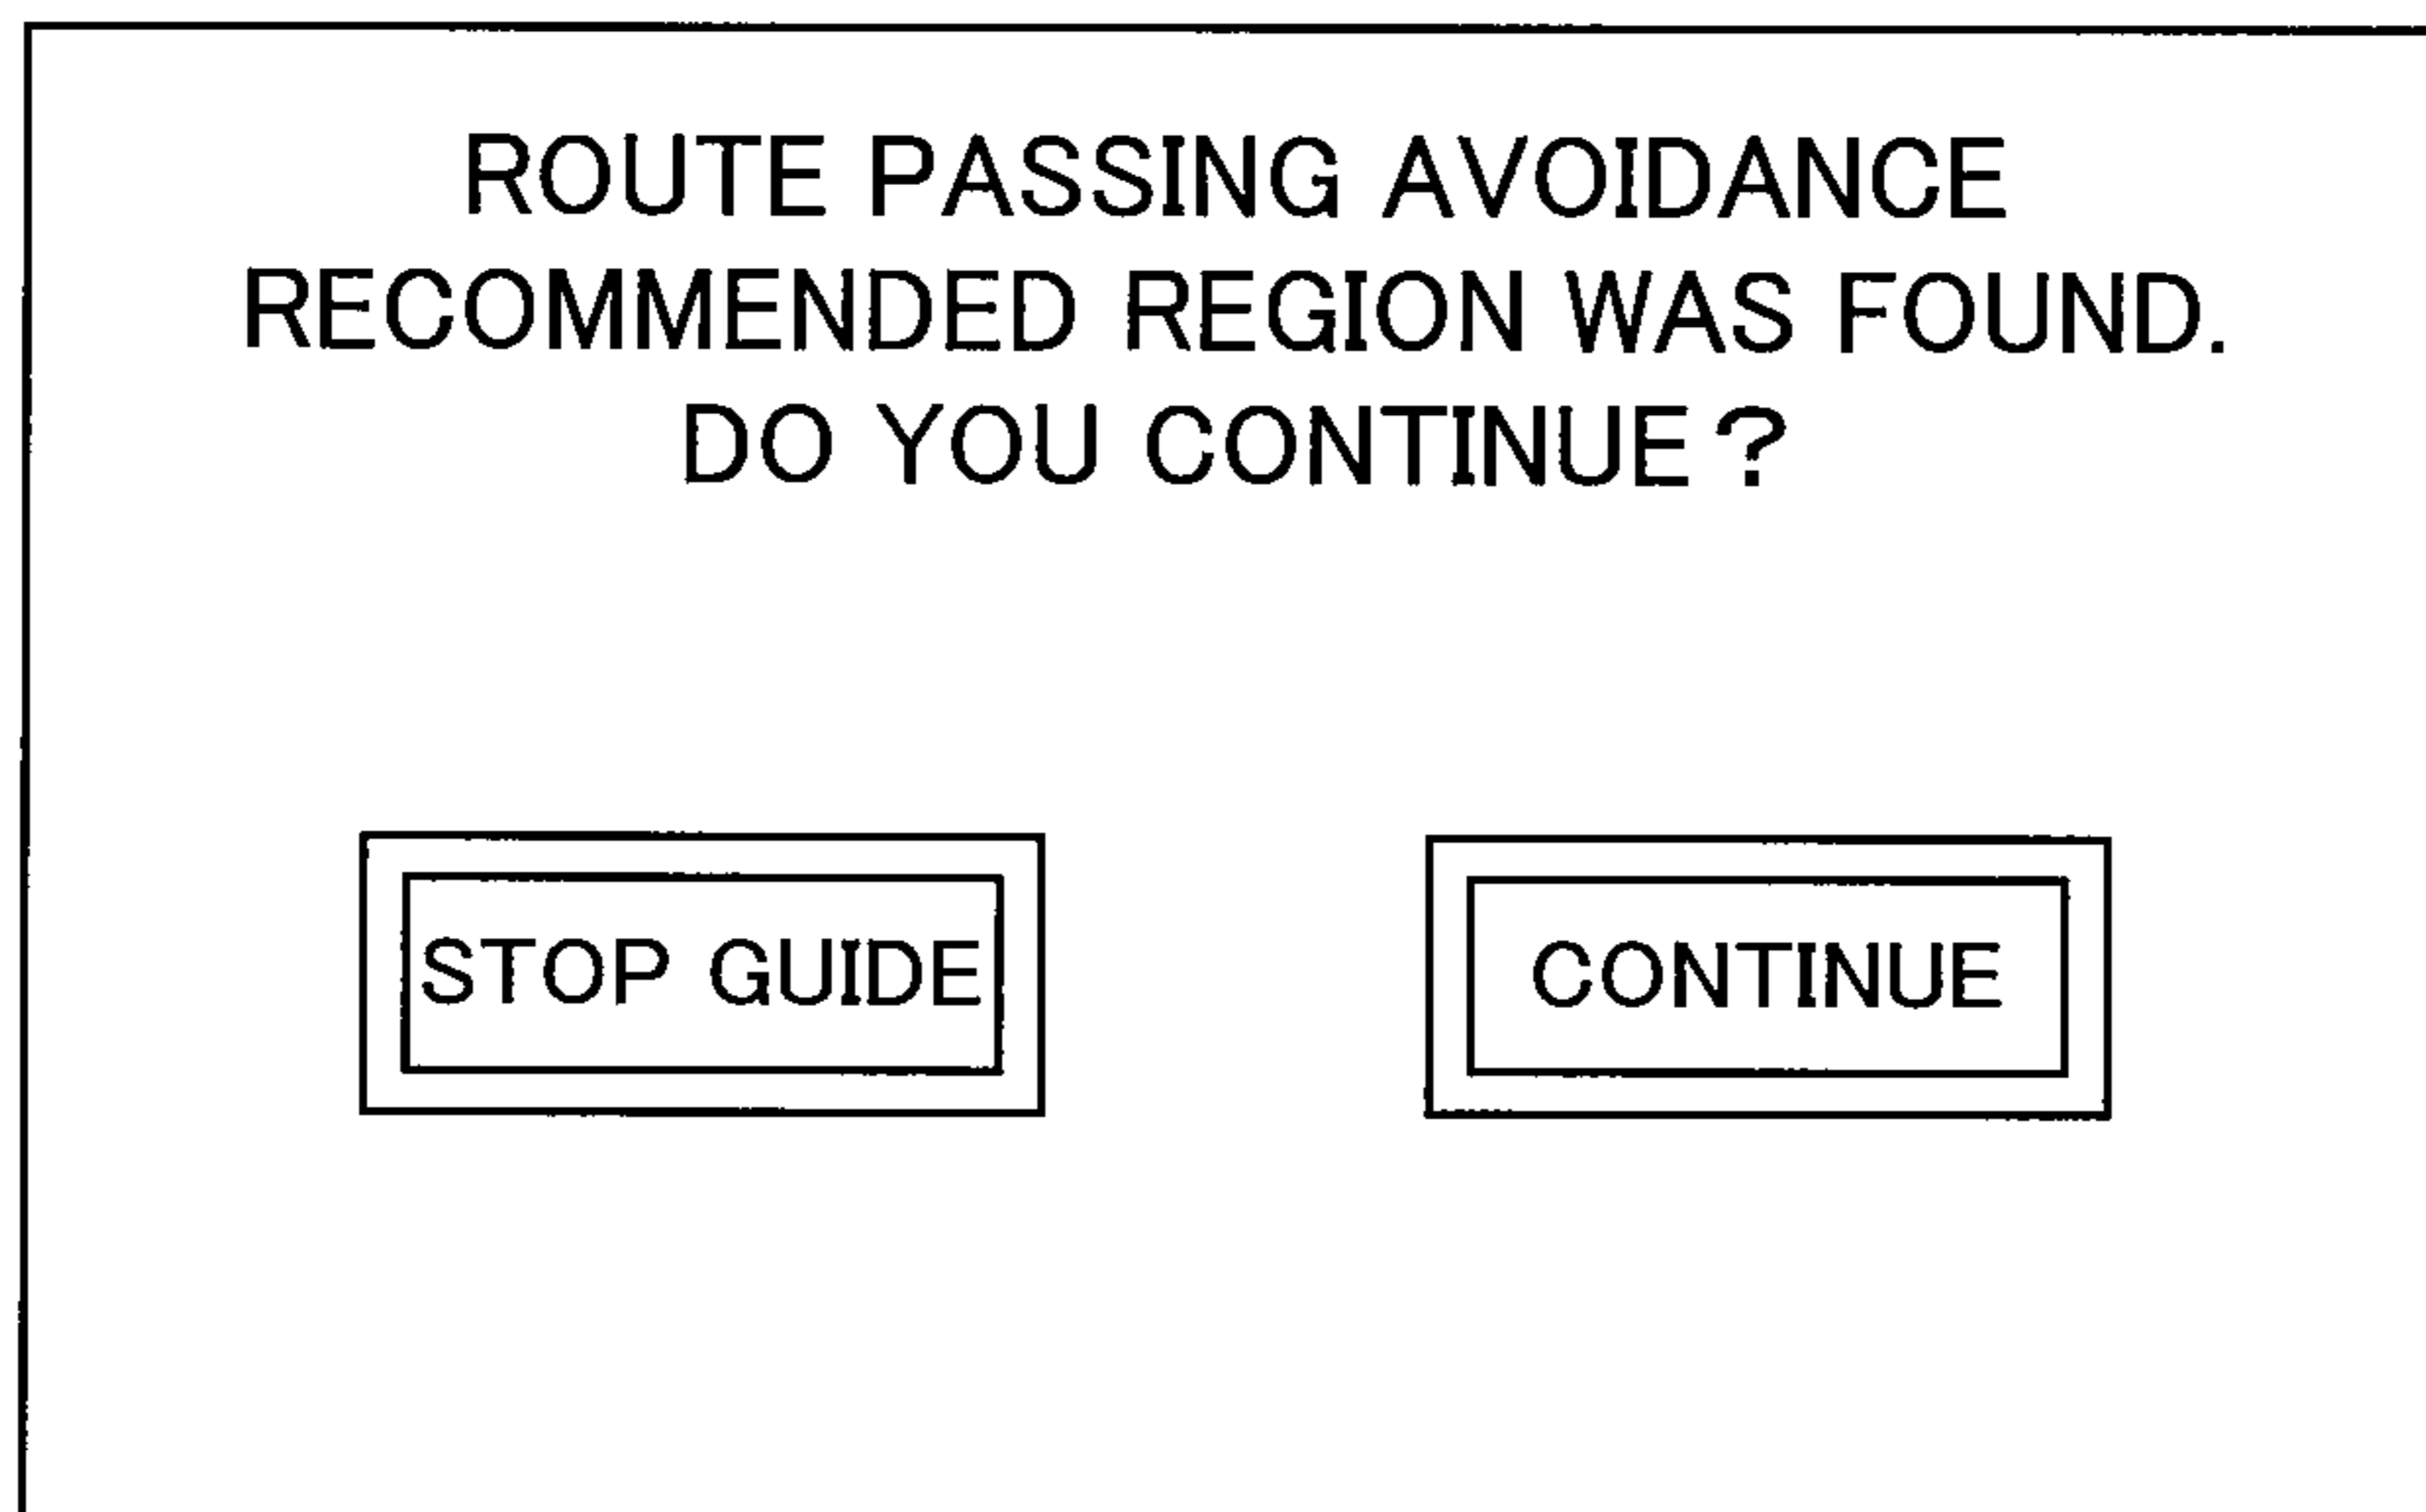 ROUTE PASSING AVOIDANCE
RECOMMENDED REGION WAS FOUND.
DO YOU CONTINUE?
STOP GUIDE
CONTINUE